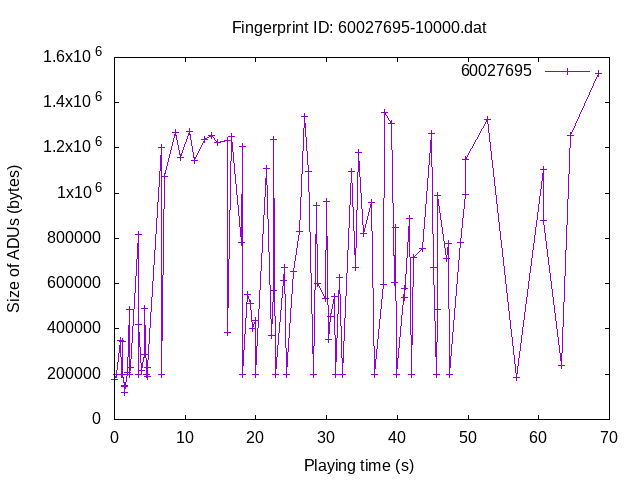 Fingerprint ID: 60027695-10000.dat
1.6x10^6
60027695
1.4x10^6
1.2x10^6
1x10^6
800000
600000
400000
200000
0
Size of ADUs (bytes)
0 10 20 30 40 50 60 70
Playing time (s)